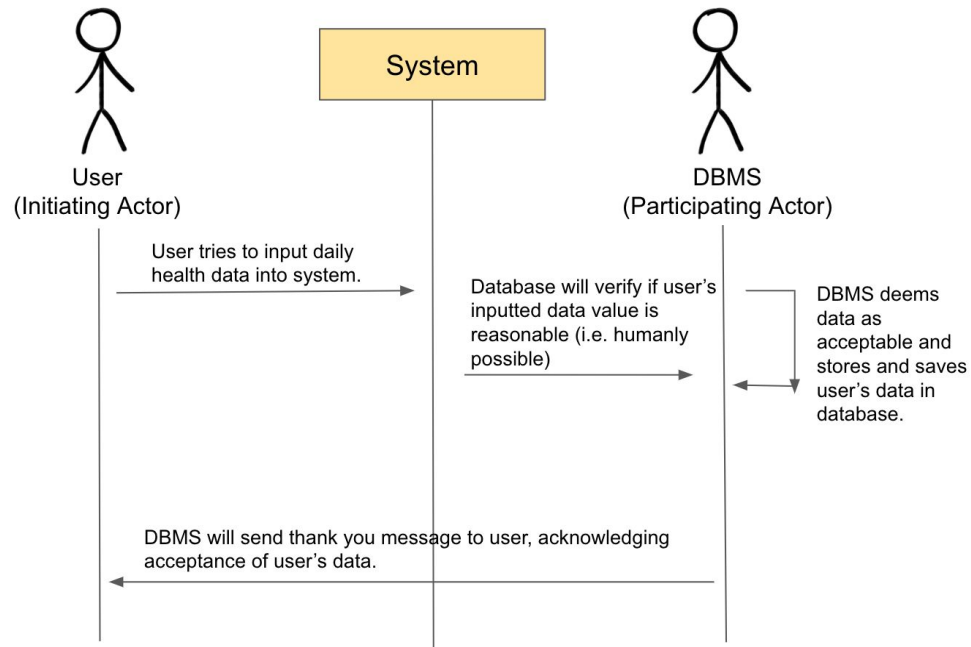 System
User
(Initiating Actor)
DBMS
(Participating Actor)
User tries to input daily
health data into system.
Database will verify if user's
inputted data value is
reasonable (i.e. humanly
possible)
DBMS deems
data as
acceptable and
stores and saves
user's data in
database.
DBMS will send thank you message to user, acknowledging
acceptance of user's data.